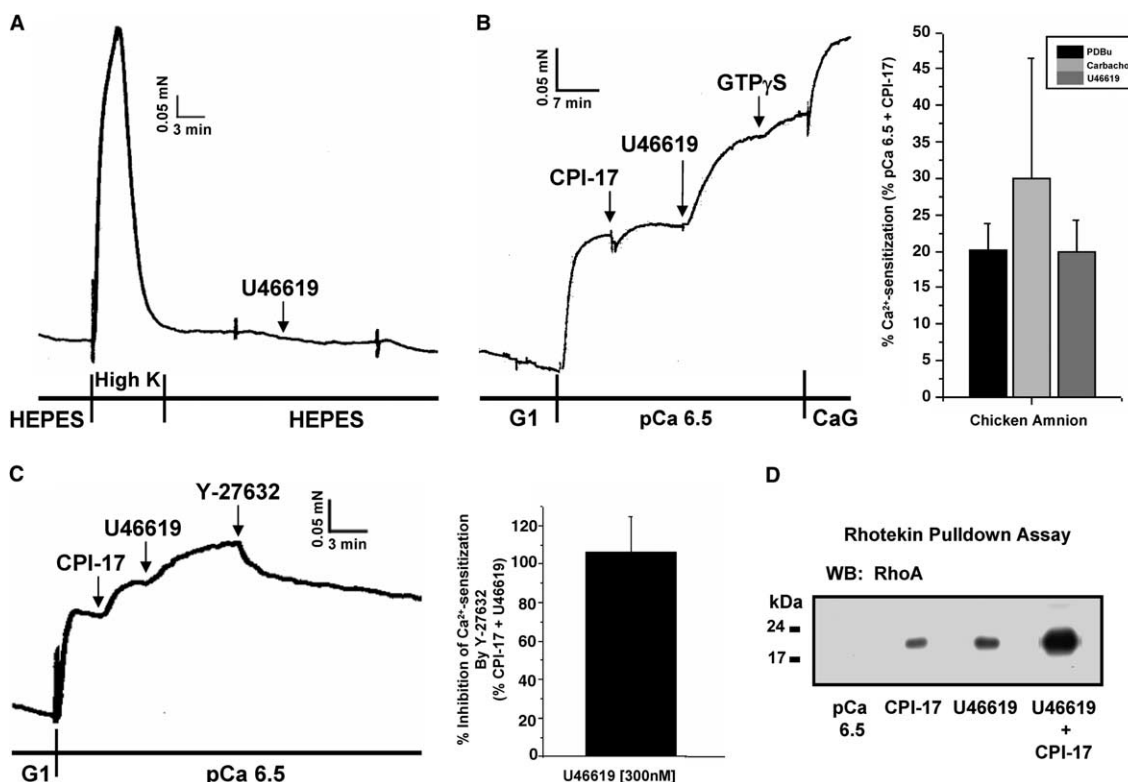 A
0.05 mN
3 min
U46619
High K
HEPES
HEPES
B
0.05 mN
7 min
CPI-17
U46619
GTPγS
G1
pCa 6.5
CaG
% Ca²⁺-sensitization (% pCa 6.5 + CPI-17)
50
45
40
35
30
25
20
15
10
5
0
PDBu
Carbacho
U46619
Chicken Amnion
C
CPI-17
U46619
Y-27632
0.05 mN
3 min
G1
pCa 6.5
% Inhibition of Ca²⁺-sensitization
By Y-27632
(% CPI-17 + U46619)
120
100
80
60
40
20
0
U46619 [300nM]
D
Rhotekin Pulldown Assay
WB: RhoA
kDa
24
17
pCa
6.5
CPI-17
U46619
U46619
+
CPI-17